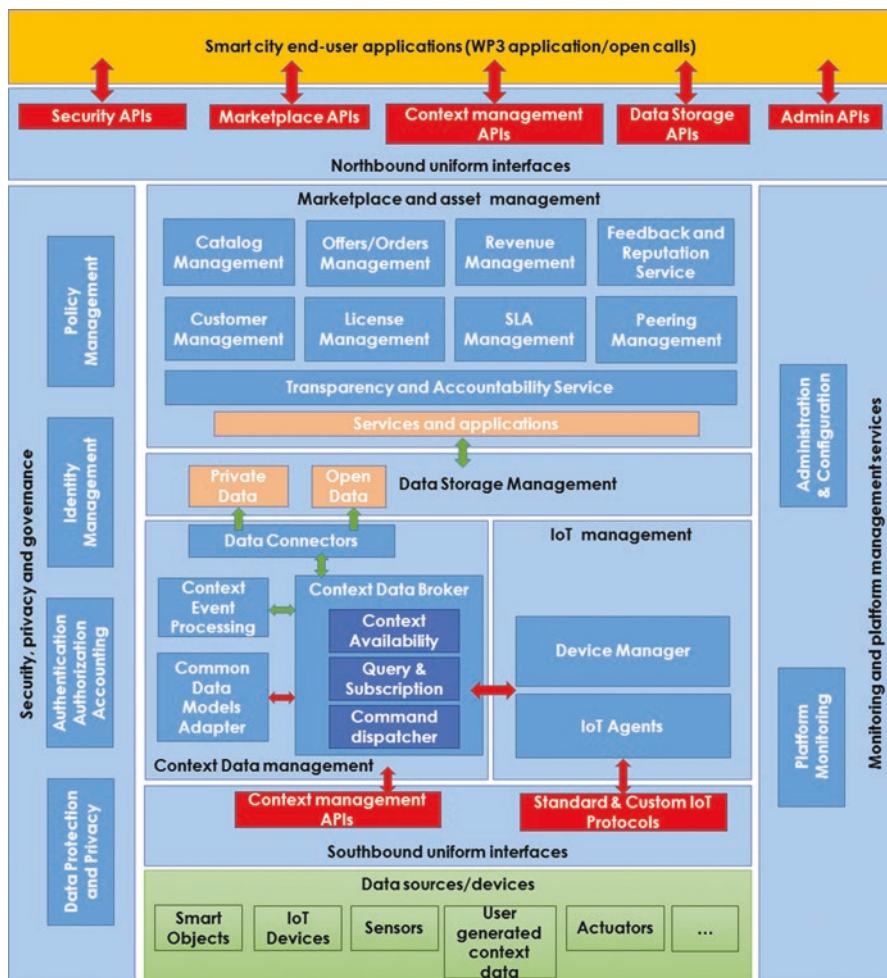 Smart city end-user applications (WP3 application/open calls)
Security APIs
Marketplace APIs
Context management
APIs
Data Storage
APIs
Admin APIs
Northbound uniform interfaces
Security, privacy and governance
Policy
Management
Identity
Management
Authentication
Authorization
Accounting
Data Protection
and Privacy
Marketplace and asset management
Catalog
Management
Offers/Orders
Management
Revenue
Management
Feedback and
Reputation
Service
Customer
Management
License
Management
SLA
Management
Peering
Management
Transparency and Accountability Service
Services and applications
Private
Data
Open
Data
Data Storage Management
Data Connectors
Context
Event
Processing
Common
Data
Models
Adapter
Context Data Broker
Context
Availability
Query &
Subscription
Command
dispatcher
Context Data management
IoT management
Device Manager
IoT Agents
Administration
& Configuration
Platform
Monitoring
Monitoring and platform management services
Context management
APIs
Standard & Custom IoT
Protocols
Southbound uniform interfaces
Data sources/devices
Smart
Objects
IoT
Devices
Sensors
User
generated
context
data
Actuators
...